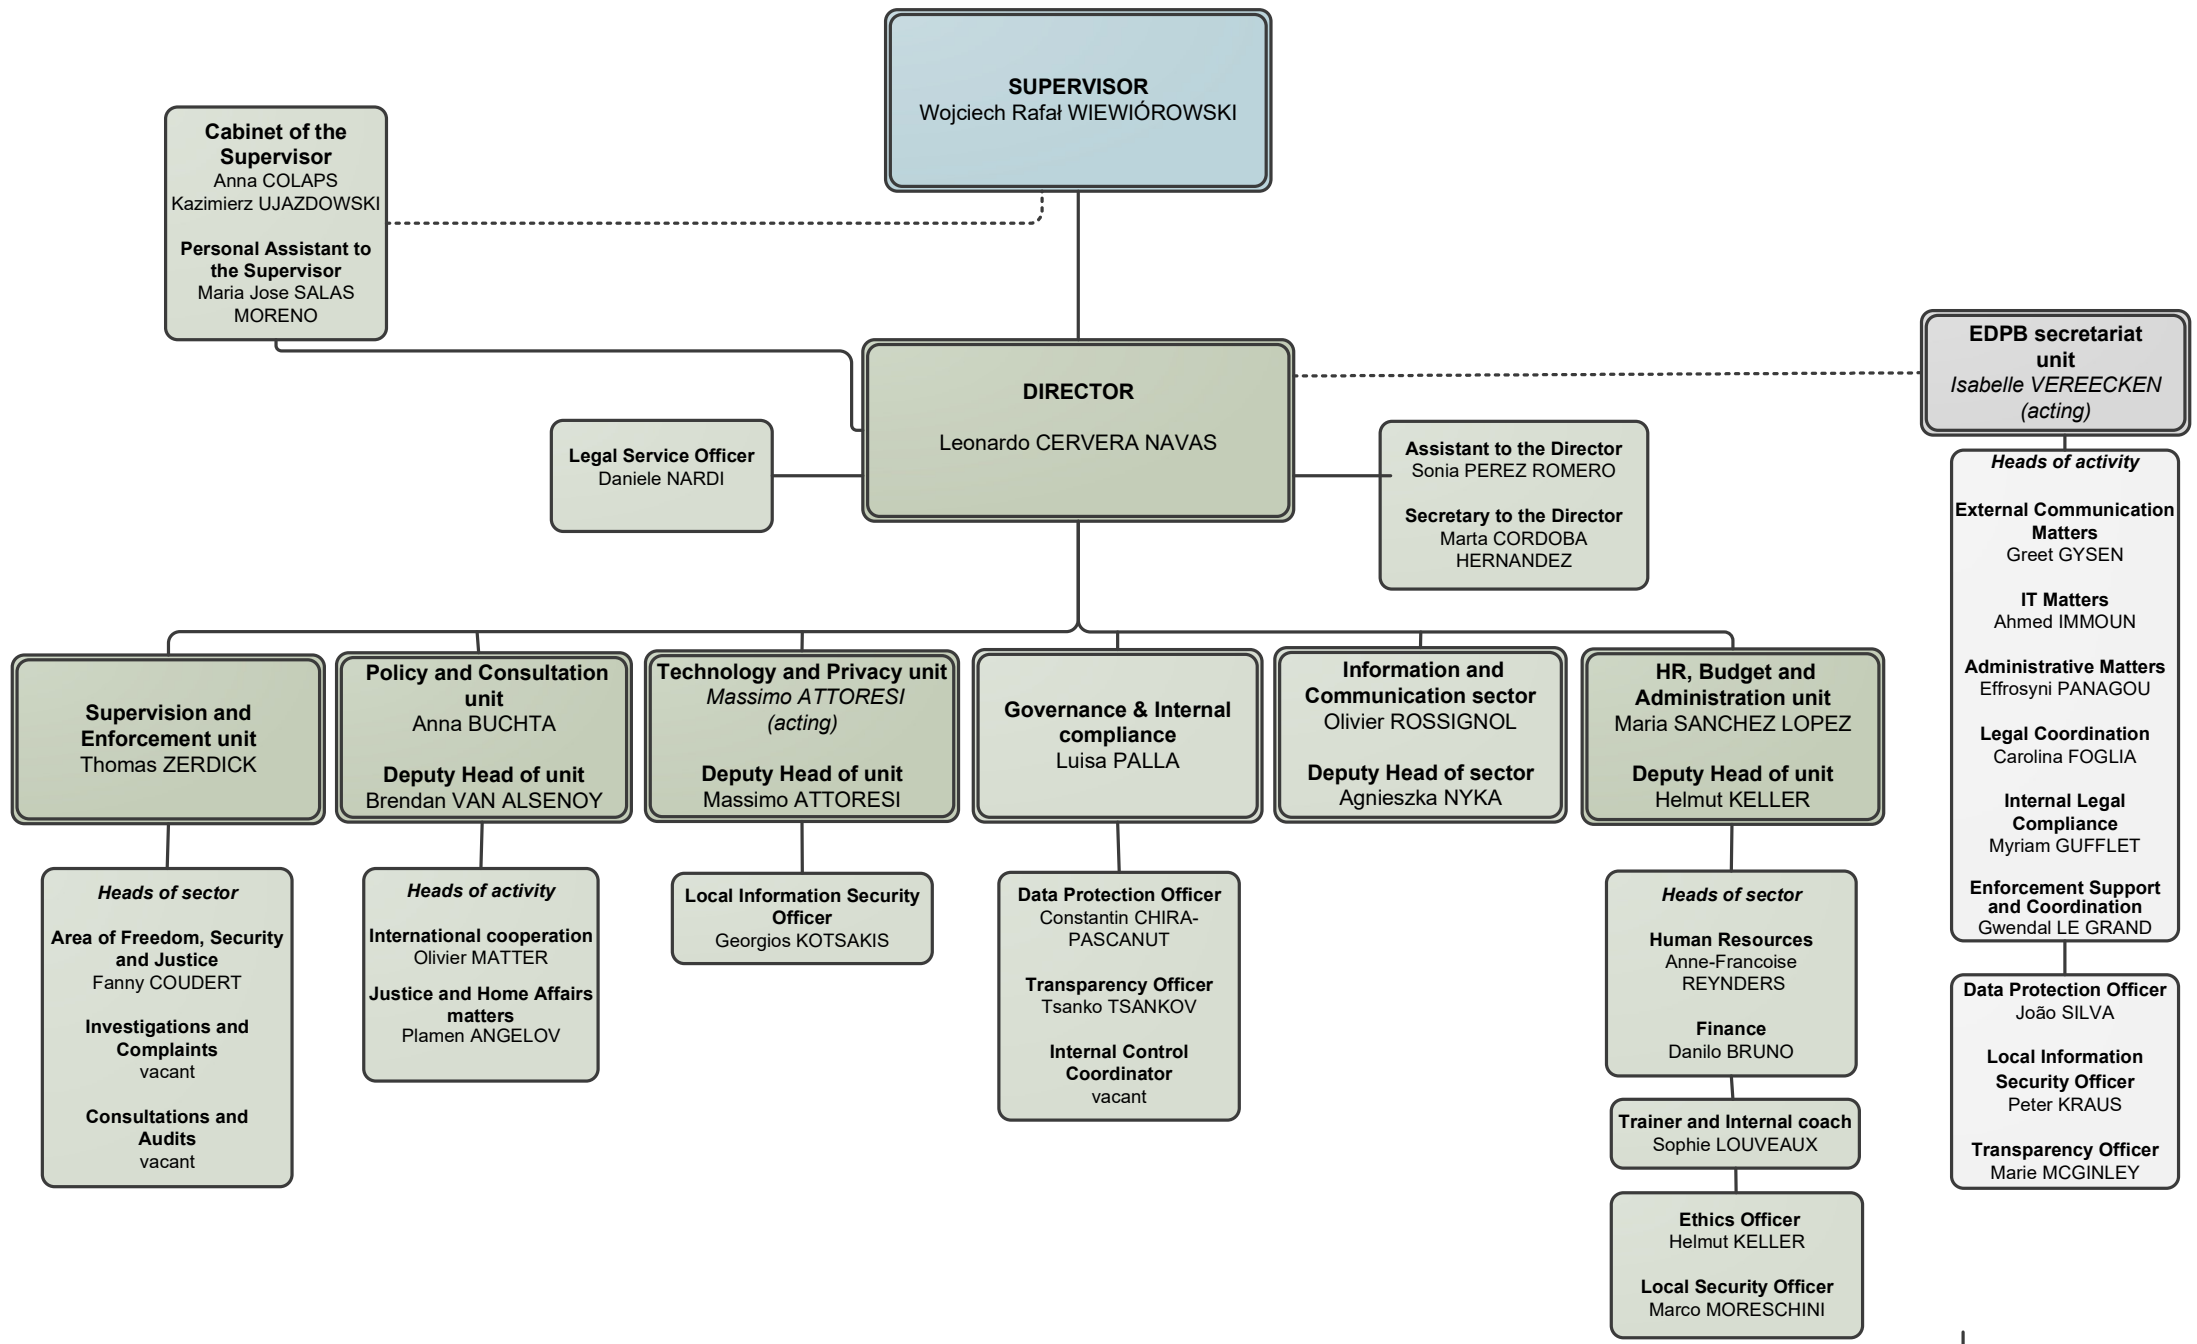 SUPERVISOR
Wojciech Rafał WIEWIÓROWSKI
Cabinet of the
Supervisor
Anna COLAPS
Kazimierz UJAZDOWSKI
Personal Assistant to
the Supervisor
Maria Jose SALAS
MORENO
DIRECTOR
Leonardo CERVERA NAVAS
Legal Service Officer
Daniele NARDI
Assistant to the Director
Sonia PEREZ ROMERO
Secretary to the Director
Marta CORDOBA
HERNANDEZ
EDPB secretariat
unit
Isabelle VEREECKEN
(acting)
Heads of activity
External Communication
Matters
Greet GYSEN
IT Matters
Ahmed IMMOUN
Administrative Matters
Effrosyni PANAGOU
Legal Coordination
Carolina FOGLIA
Internal Legal
Compliance
Myriam GUFFLET
Enforcement Support
and Coordination
Gwendal LE GRAND
Data Protection Officer
João SILVA
Local Information
Security Officer
Peter KRAUS
Transparency Officer
Marie MCGINLEY
Supervision and
Enforcement unit
Thomas ZERDICK
Heads of sector
Area of Freedom, Security
and Justice
Fanny COUDERT
Investigations and
Complaints
vacant
Consultations and
Audits
vacant
Policy and Consultation
unit
Anna BUCHTA
Deputy Head of unit
Brendan VAN ALSENOY
Heads of activity
International cooperation
Olivier MATTER
Justice and Home Affairs
matters
Plamen ANGELOV
Technology and Privacy unit
Massimo ATTORESI
(acting)
Deputy Head of unit
Massimo ATTORESI
Local Information Security
Officer
Georgios KOTSAKIS
Governance & Internal
compliance
Luisa PALLA
Data Protection Officer
Constantin CHIRA-
PASCANUT
Transparency Officer
Tsanko TSANKOV
Internal Control
Coordinator
vacant
Information and
Communication sector
Olivier ROSSIGNOL
Deputy Head of sector
Agnieszka NYKA
HR, Budget and
Administration unit
Maria SANCHEZ LOPEZ
Deputy Head of unit
Helmut KELLER
Heads of sector
Human Resources
Anne-Francoise
REYNDERS
Finance
Danilo BRUNO
Trainer and Internal coach
Sophie LOUVEAUX
Ethics Officer
Helmut KELLER
Local Security Officer
Marco MORESCHINI